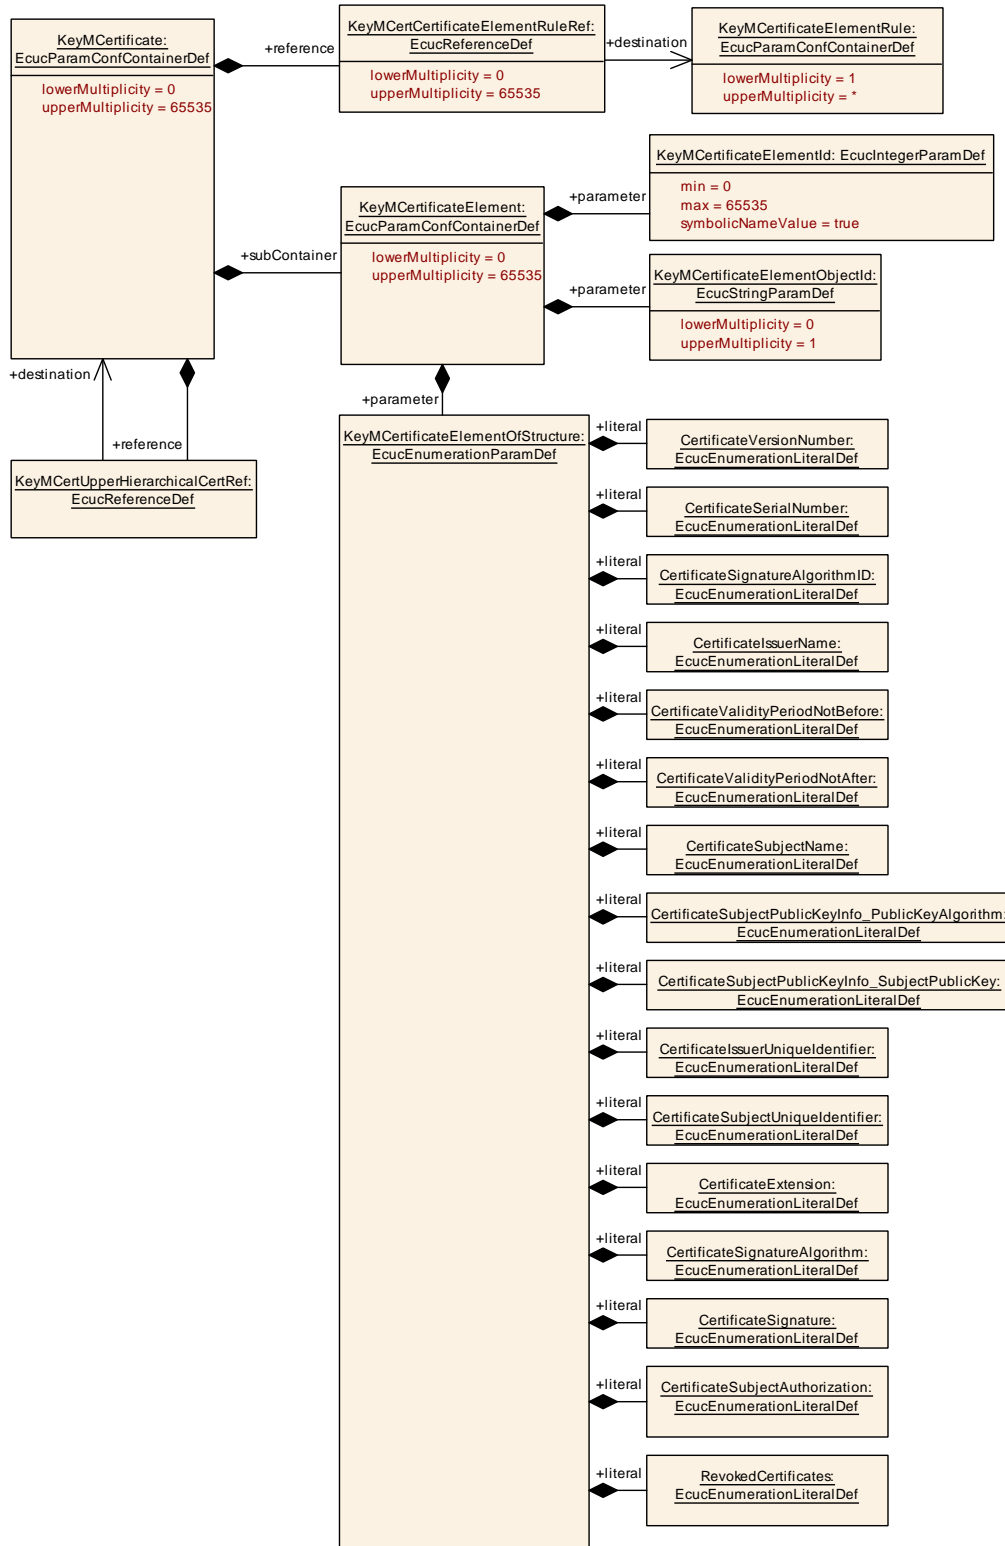 KeyMCertificate:
EcucParamConfContainerDef
lowerMultiplicity = 0
upperMultiplicity = 65535
+reference
KeyMCertCertificateElementRuleRef:
EcucReferenceDef
lowerMultiplicity = 0
upperMultiplicity = 65535
+destination
KeyMCertificateElementRule:
EcucParamConfContainerDef
lowerMultiplicity = 1
upperMultiplicity = *
+subContainer
KeyMCertificateElement:
EcucParamConfContainerDef
lowerMultiplicity = 0
upperMultiplicity = 65535
+parameter
KeyMCertificateElementId: EcucIntegerParamDef
min = 0
max = 65535
symbolicNameValue = true
+parameter
KeyMCertificateElementObjectId:
EcucStringParamDef
lowerMultiplicity = 0
upperMultiplicity = 1
+destination
+reference
KeyMCertUpperHierarchicalCertRef:
EcucReferenceDef
+parameter
KeyMCertificateElementOfStructure:
EcucEnumerationParamDef
+literal
CertificateVersionNumber:
EcucEnumerationLiteralDef
+literal
CertificateSerialNumber:
EcucEnumerationLiteralDef
+literal
CertificateSignatureAlgorithmID:
EcucEnumerationLiteralDef
+literal
CertificateIssuerName:
EcucEnumerationLiteralDef
+literal
CertificateValidityPeriodNotBefore:
EcucEnumerationLiteralDef
+literal
CertificateValidityPeriodNotAfter:
EcucEnumerationLiteralDef
+literal
CertificateSubjectName:
EcucEnumerationLiteralDef
+literal
CertificateSubjectPublicKeyInfo_PublicKeyAlgorithm:
EcucEnumerationLiteralDef
+literal
CertificateSubjectPublicKeyInfo_SubjectPublicKey:
EcucEnumerationLiteralDef
+literal
CertificateIssuerUniqueIdentifier:
EcucEnumerationLiteralDef
+literal
CertificateSubjectUniqueIdentifier:
EcucEnumerationLiteralDef
+literal
CertificateExtension:
EcucEnumerationLiteralDef
+literal
CertificateSignatureAlgorithm:
EcucEnumerationLiteralDef
+literal
CertificateSignature:
EcucEnumerationLiteralDef
+literal
CertificateSubjectAuthorization:
EcucEnumerationLiteralDef
+literal
RevokedCertificates:
EcucEnumerationLiteralDef